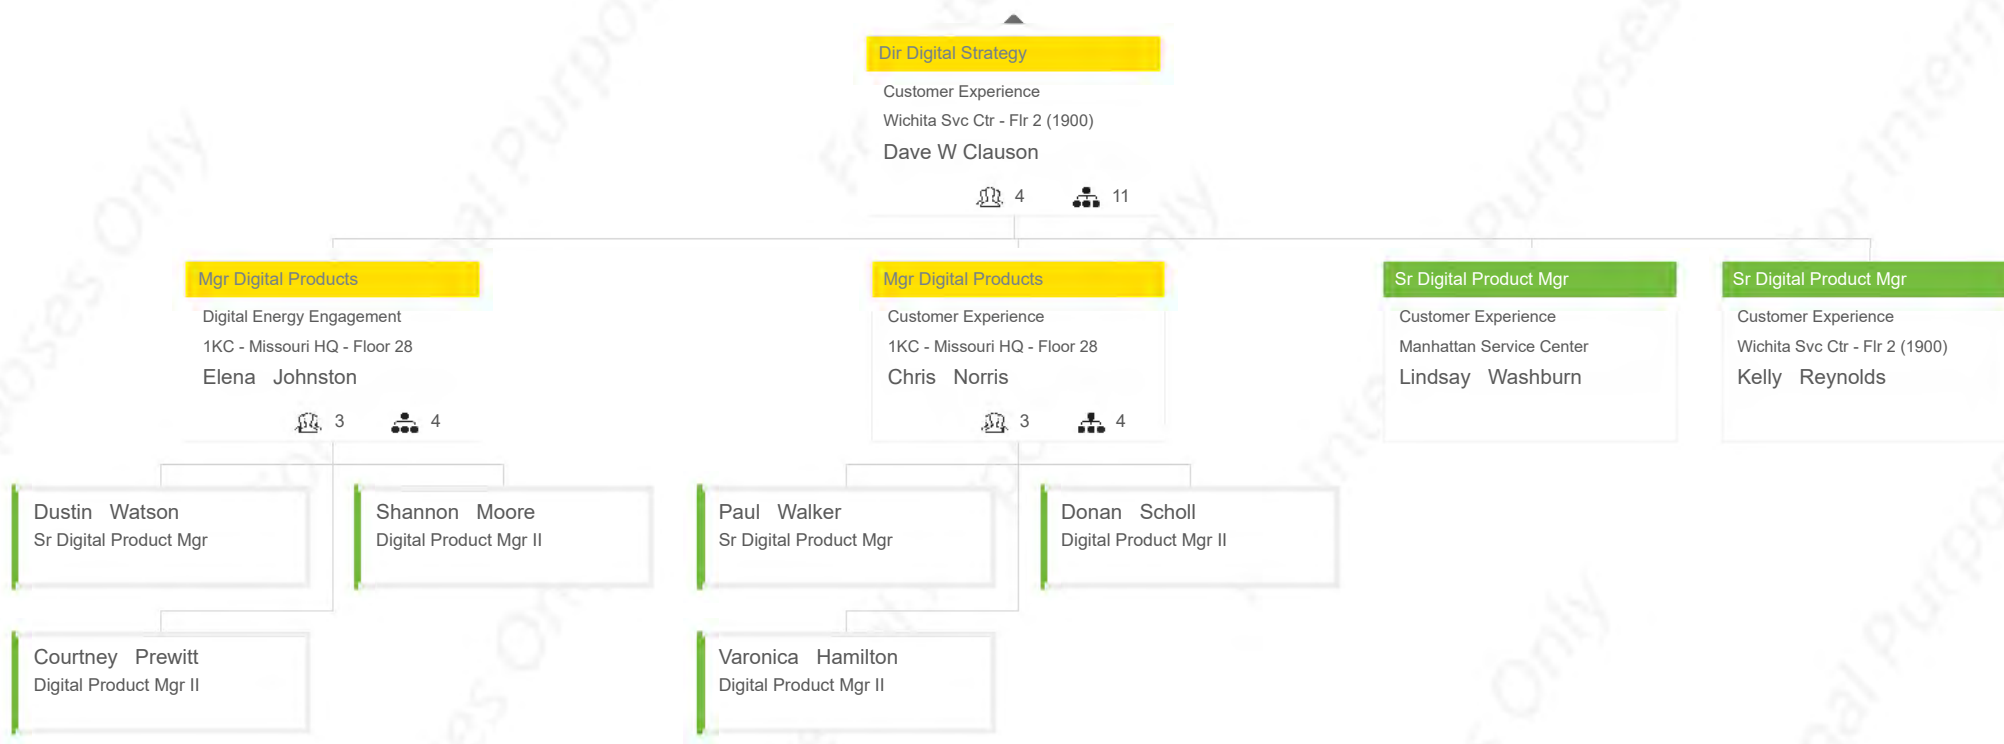 Dir Digital Strategy
Customer Experience
Wichita Svc Ctr - Flr 2 (1900)
Dave W Clauson
4 11
Mgr Digital Products
Digital Energy Engagement
1KC - Missouri HQ - Floor 28
Elena Johnston
3 4
Mgr Digital Products
Customer Experience
1KC - Missouri HQ - Floor 28
Chris Norris
3 4
Sr Digital Product Mgr
Customer Experience
Manhattan Service Center
Lindsay Washburn
Sr Digital Product Mgr
Customer Experience
Wichita Svc Ctr - Flr 2 (1900)
Kelly Reynolds
Dustin Watson
Sr Digital Product Mgr
Shannon Moore
Digital Product Mgr II
Paul Walker
Sr Digital Product Mgr
Donan Scholl
Digital Product Mgr II
Courtney Prewitt
Digital Product Mgr II
Varonica Hamilton
Digital Product Mgr II